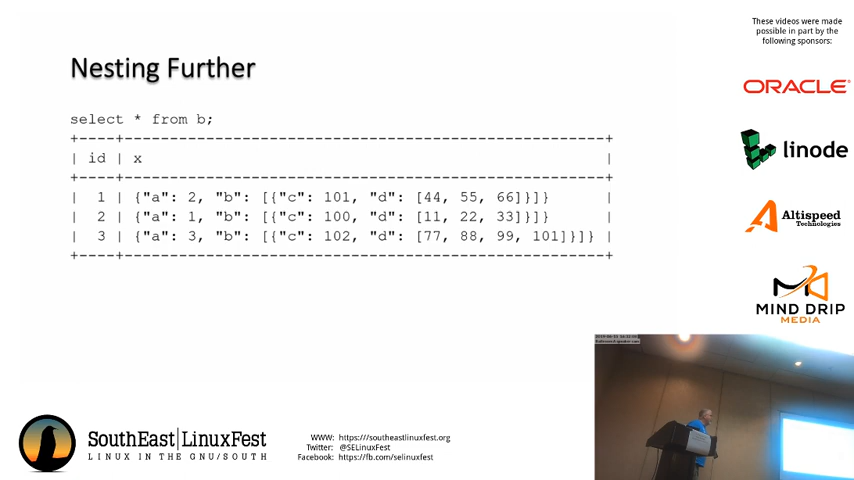 Nesting Further
select * from b;
+----+-----------------------------------------------------+
| id | x |
+----+-----------------------------------------------------+
| 1 | {"a": 2, "b": [{"c": 101, "d": [44, 55, 66]}]} |
| 2 | {"a": 1, "b": [{"c": 100, "d": [11, 22, 33]}]} |
| 3 | {"a": 3, "b": [{"c": 102, "d": [77, 88, 99, 101]}]} |
+----+-----------------------------------------------------+
These videos were made
possible in part by the
following sponsors:
ORACLE
linode
Altispeed
Technologies
MIND DRIP
MEDIA
SouthEast|LinuxFest
LINUX IN THE GNU/SOUTH
WWW: https://southeastlinuxfest.org
Twitter: @SELinuxFest
Facebook: https://fb.com/selinuxfest